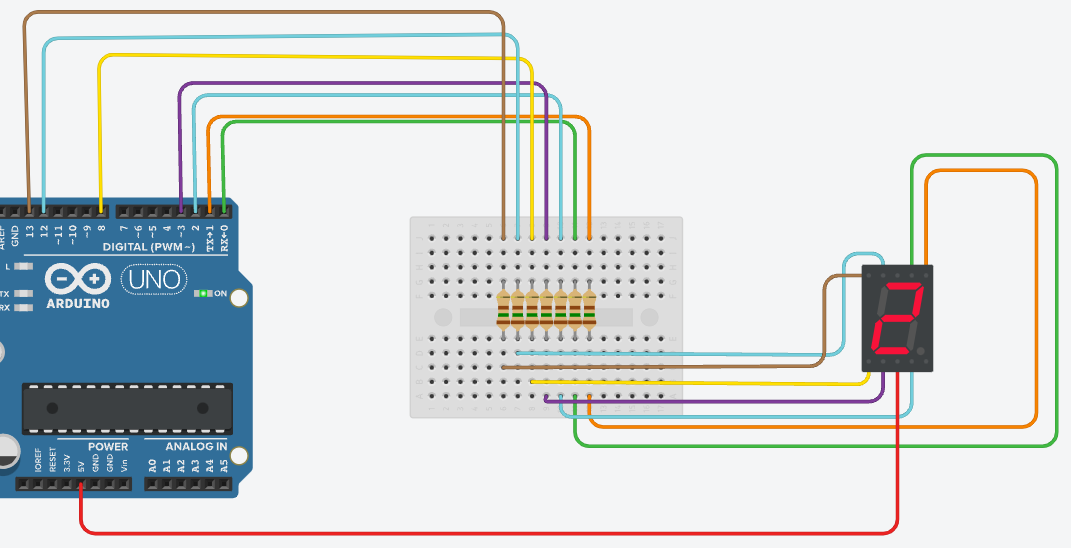 AREF
GND
13
12
~11
~10
~9
8
7
~6
~5
4
~3
2
TX→1
RX←0
DIGITAL (PWM~)
L
TX
RX
UNO
ARDUINO
ON
2
POWER
ANALOG IN
IOREF
RESET
3.3V
5V
GND
GND
Vin
A0
A1
A2
A3
A4
A5